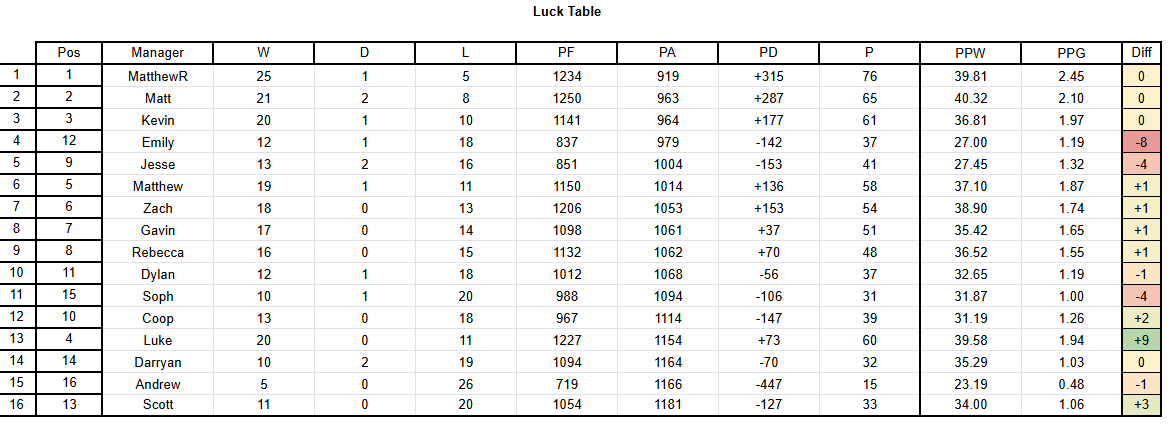 Luck Table
Pos Manager W D L PF PA PD P PPW PPG Diff
1 1 MatthewR 25 1 5 1234 919 +315 76 39.81 2.45 0
2 2 Matt 21 2 8 1250 963 +287 65 40.32 2.10 0
3 3 Kevin 20 1 10 1141 964 +177 61 36.81 1.97 0
4 12 Emily 12 1 18 837 979 -142 37 27.00 1.19 -8
5 9 Jesse 13 2 16 851 1004 -153 41 27.45 1.32 -4
6 5 Matthew 19 1 11 1150 1014 +136 58 37.10 1.87 +1
7 6 Zach 18 0 13 1206 1053 +153 54 38.90 1.74 +1
8 7 Gavin 17 0 14 1098 1061 +37 51 35.42 1.65 +1
9 8 Rebecca 16 0 15 1132 1062 +70 48 36.52 1.55 +1
10 11 Dylan 12 1 18 1012 1068 -56 37 32.65 1.19 -1
11 15 Soph 10 1 20 988 1094 -106 31 31.87 1.00 -4
12 10 Coop 13 0 18 967 1114 -147 39 31.19 1.26 +2
13 4 Luke 20 0 11 1227 1154 +73 60 39.58 1.94 +9
14 14 Darryan 10 2 19 1094 1164 -70 32 35.29 1.03 0
15 16 Andrew 5 0 26 719 1166 -447 15 23.19 0.48 -1
16 13 Scott 11 0 20 1054 1181 -127 33 34.00 1.06 +3